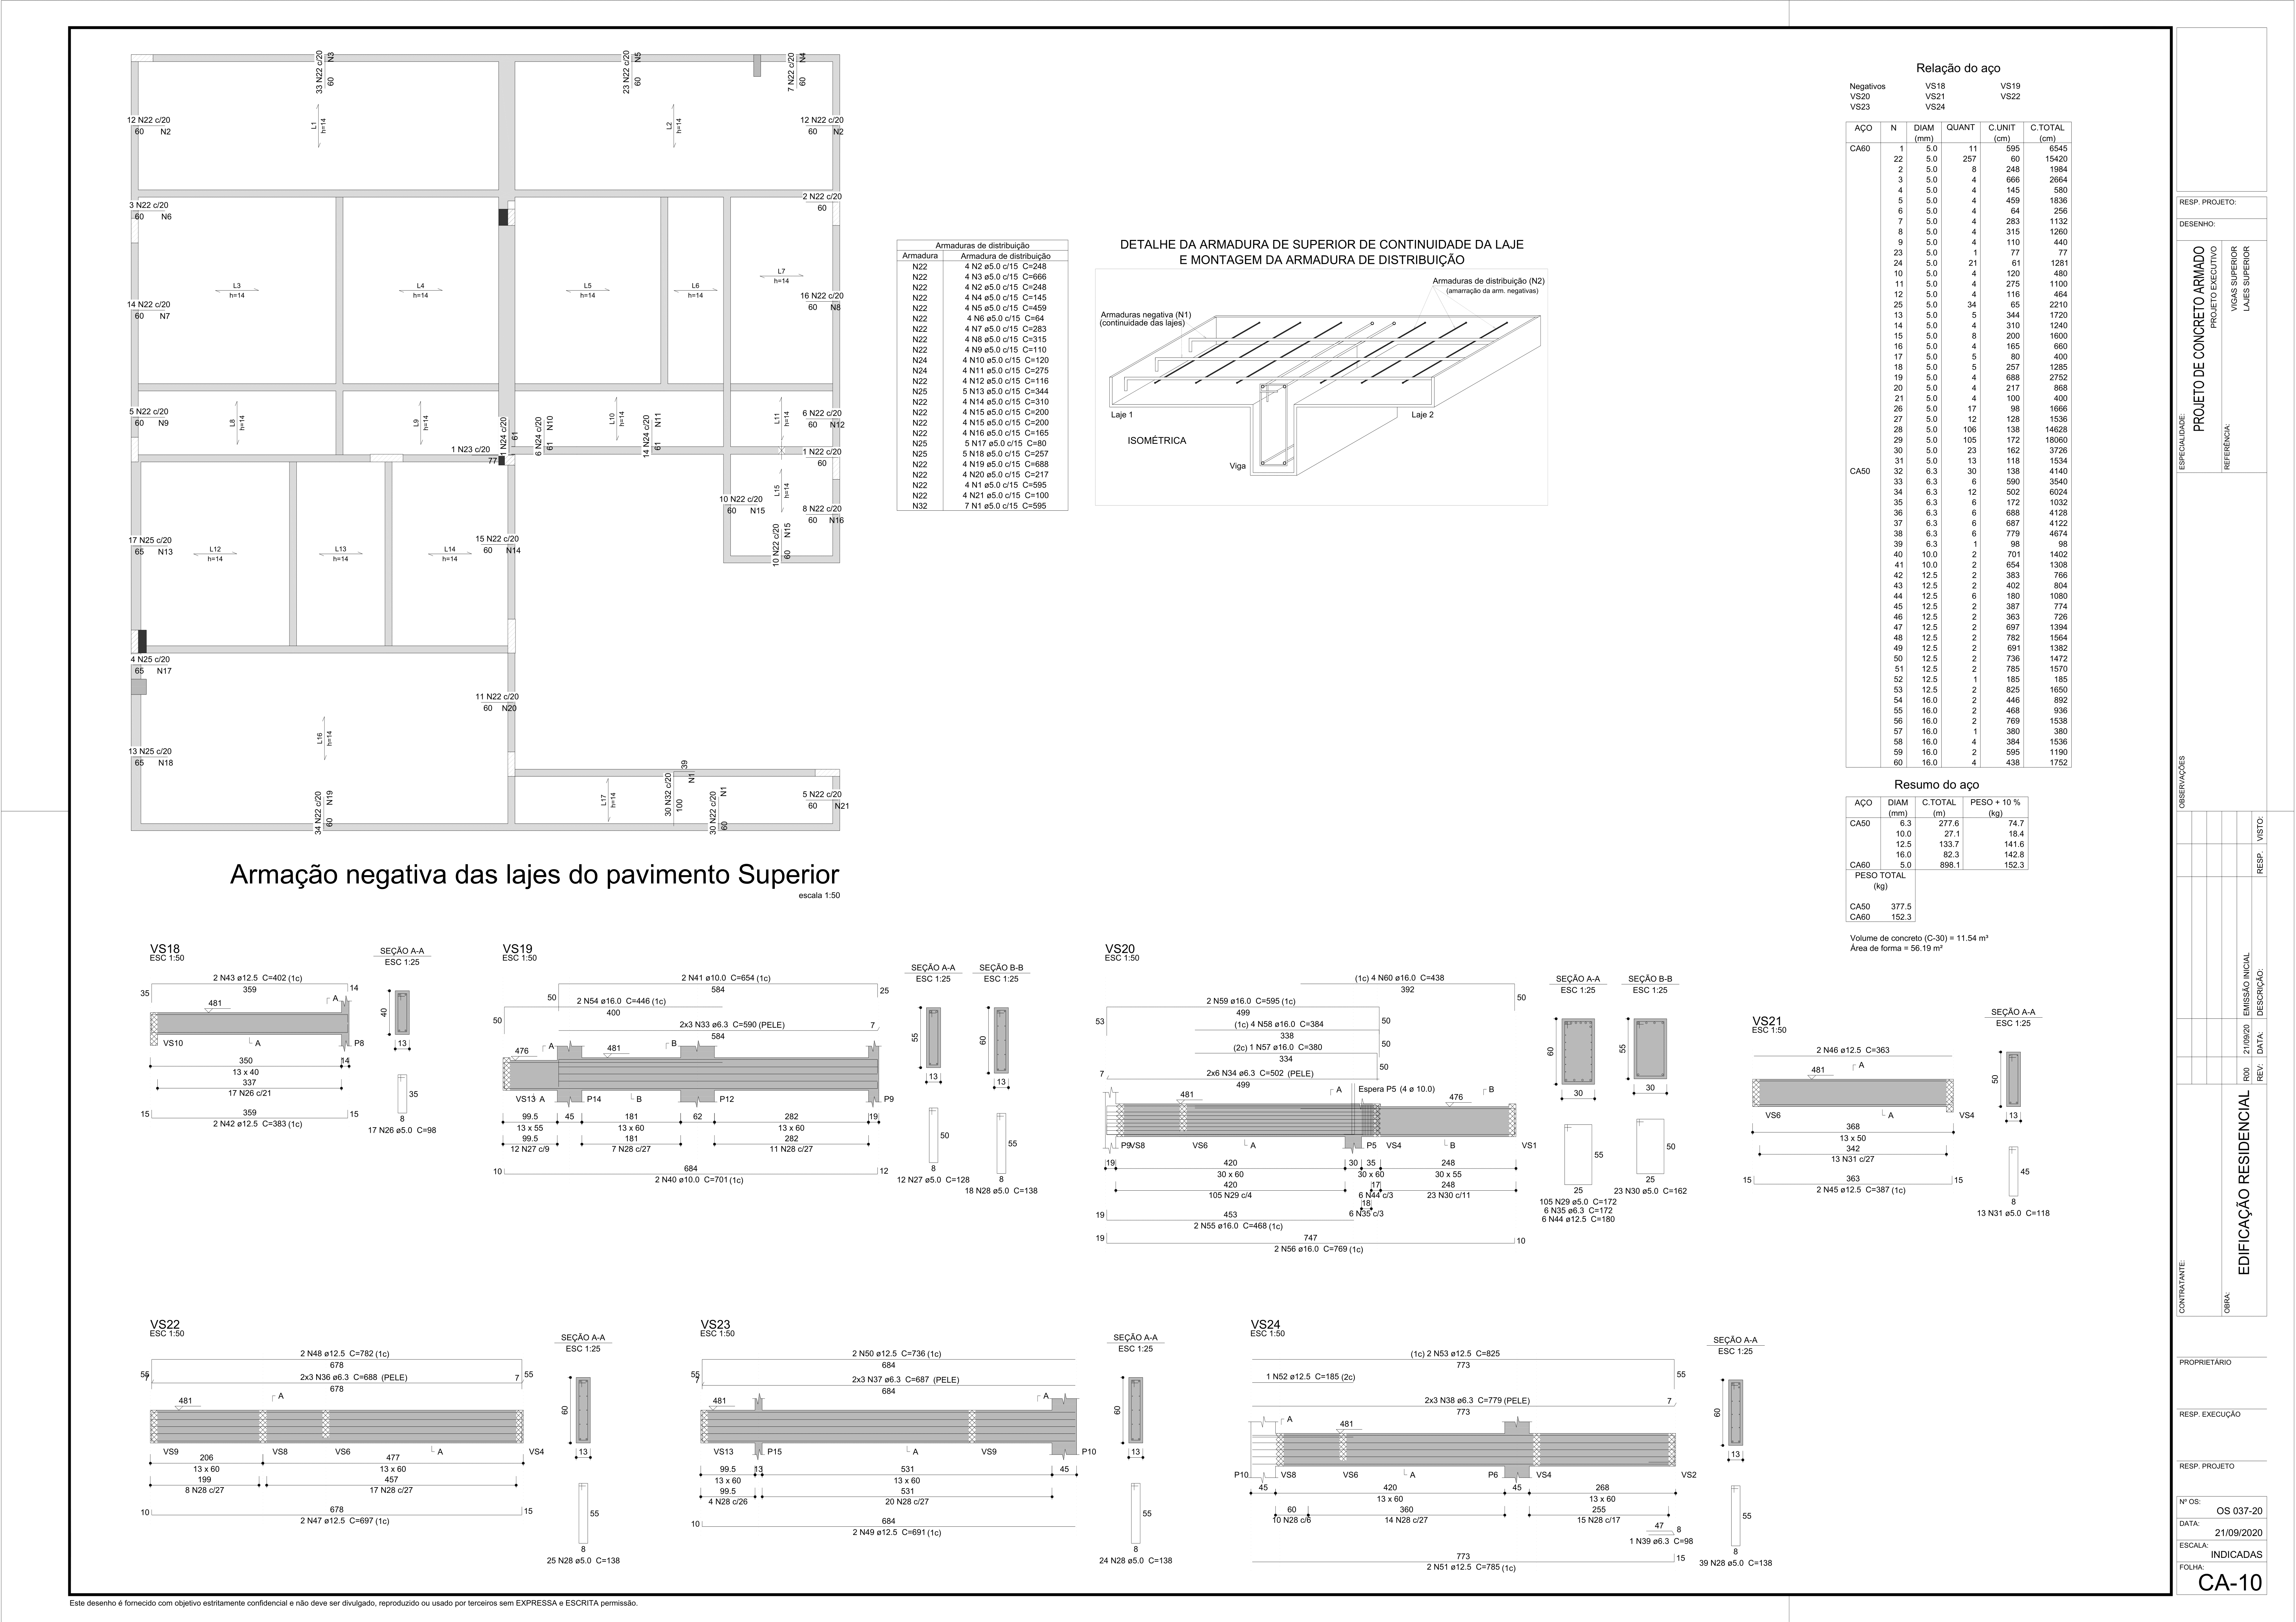 33 N22 c/20
60 N3
23 N22 c/20
60 N5
7 N22 c/20
60 N4
12 N22 c/20
60 N2
L1
h=14
L2
h=14
12 N22 c/20
60 N2
3 N22 c/20
60 N6
2 N22 c/20
60
L3
h=14
L4
h=14
L5
h=14
L6
h=14
L7
h=14
14 N22 c/20
60 N7
16 N22 c/20
60 N8
5 N22 c/20
60 N9
L8
h=14
L9
h=14
1 N23 c/20
77
1 N24 c/20
61
6 N24 c/20
61 N10
L10
h=14
14 N24 c/20
61 N11
L11
h=14
6 N22 c/20
60 N12
1 N22 c/20
60
L15
h=14
10 N22 c/20
60 N15
8 N22 c/20
60 N16
10 N22 c/20
60 N15
17 N25 c/20
65 N13
L12
h=14
L13
h=14
L14
h=14
15 N22 c/20
60 N14
4 N25 c/20
65 N17
11 N22 c/20
60 N20
L16
h=14
13 N25 c/20
65 N18
34 N22 c/20
60 N19
L17
h=14
30 N32 c/20
100
39
N1
30 N22 c/20
60 N1
5 N22 c/20
60 N21
Armação negativa das lajes do pavimento Superior
escala 1:50
Armaduras de distribuição
Armadura Armadura de distribuição
N22 4 N2 ø5.0 c/15 C=248
N22 4 N3 ø5.0 c/15 C=666
N22 4 N2 ø5.0 c/15 C=248
N22 4 N4 ø5.0 c/15 C=145
N22 4 N5 ø5.0 c/15 C=459
N22 4 N6 ø5.0 c/15 C=64
N22 4 N7 ø5.0 c/15 C=283
N22 4 N8 ø5.0 c/15 C=315
N22 4 N9 ø5.0 c/15 C=110
N24 4 N10 ø5.0 c/15 C=120
N24 4 N11 ø5.0 c/15 C=275
N22 4 N12 ø5.0 c/15 C=116
N25 5 N13 ø5.0 c/15 C=344
N22 4 N14 ø5.0 c/15 C=310
N22 4 N15 ø5.0 c/15 C=200
N22 4 N15 ø5.0 c/15 C=200
N22 4 N16 ø5.0 c/15 C=165
N25 5 N17 ø5.0 c/15 C=80
N25 5 N18 ø5.0 c/15 C=257
N22 4 N19 ø5.0 c/15 C=688
N22 4 N20 ø5.0 c/15 C=217
N22 4 N1 ø5.0 c/15 C=595
N22 4 N21 ø5.0 c/15 C=100
N32 7 N1 ø5.0 c/15 C=595
DETALHE DA ARMADURA DE SUPERIOR DE CONTINUIDADE DA LAJE
E MONTAGEM DA ARMADURA DE DISTRIBUIÇÃO
Armaduras de distribuição (N2)
(amarração da arm. negativas)
Armaduras negativa (N1)
(continuidade das lajes)
Laje 1
Laje 2
ISOMÉTRICA
Viga
Relação do aço
Negativos VS18 VS19
VS20 VS21 VS22
VS23 VS24
AÇO N DIAM QUANT C.UNIT C.TOTAL
(mm) (cm) (cm)
CA60 1 5.0 11 595 6545
22 5.0 257 60 15420
2 5.0 8 248 1984
3 5.0 4 666 2664
4 5.0 4 145 580
5 5.0 4 459 1836
6 5.0 4 64 256
7 5.0 4 283 1132
8 5.0 4 315 1260
9 5.0 4 110 440
23 5.0 1 77 77
24 5.0 21 61 1281
10 5.0 4 120 480
11 5.0 4 275 1100
12 5.0 4 116 464
25 5.0 34 65 2210
13 5.0 5 344 1720
14 5.0 4 310 1240
15 5.0 8 200 1600
16 5.0 4 165 660
17 5.0 5 80 400
18 5.0 5 257 1285
19 5.0 4 688 2752
20 5.0 4 217 868
21 5.0 4 100 400
26 5.0 17 98 1666
27 5.0 12 128 1536
28 5.0 106 138 14628
29 5.0 105 172 18060
30 5.0 23 162 3726
31 5.0 13 118 1534
CA50 32 6.3 30 138 4140
33 6.3 6 590 3540
34 6.3 12 502 6024
35 6.3 6 172 1032
36 6.3 6 688 4128
37 6.3 6 687 4122
38 6.3 6 779 4674
39 6.3 1 98 98
40 10.0 2 701 1402
41 10.0 2 654 1308
42 12.5 2 383 766
43 12.5 2 402 804
44 12.5 6 180 1080
45 12.5 2 387 774
46 12.5 2 363 726
47 12.5 2 697 1394
48 12.5 2 782 1564
49 12.5 2 691 1382
50 12.5 2 736 1472
51 12.5 2 785 1570
52 12.5 1 185 185
53 12.5 2 825 1650
54 16.0 2 446 892
55 16.0 2 468 936
56 16.0 2 769 1538
57 16.0 1 380 380
58 16.0 4 384 1536
59 16.0 2 595 1190
60 16.0 4 438 1752
Resumo do aço
AÇO DIAM C.TOTAL PESO + 10 %
(mm) (m) (kg)
CA50 6.3 277.6 74.7
10.0 27.1 18.4
12.5 133.7 141.6
16.0 82.3 142.8
CA60 5.0 898.1 152.3
PESO TOTAL
(kg)
CA50 377.5
CA60 152.3
Volume de concreto (C-30) = 11.54 m³
Área de forma = 56.19 m²
VS18
ESC 1:50
2 N43 ø12.5 C=402 (1c)
35 359 14
481 A
VS10 A P8
350 14
13 x 40
337
17 N26 c/21
15 359 15
2 N42 ø12.5 C=383 (1c)
SEÇÃO A-A
ESC 1:25
40
13
35
8
17 N26 ø5.0 C=98
VS19
ESC 1:50
2 N41 ø10.0 C=654 (1c)
50 584 25
2 N54 ø16.0 C=446 (1c)
50 400
2x3 N33 ø6.3 C=590 (PELE) 7
584
476 A 481 B
VS13 A P14 B P12 P9
99.5 45 181 62 282 19
13 x 55 13 x 60 13 x 60
99.5 181 282
12 N27 c/9 7 N28 c/27 11 N28 c/27
10 684 12
2 N40 ø10.0 C=701 (1c)
SEÇÃO A-A
ESC 1:25
55
13
50
8
12 N27 ø5.0 C=128
SEÇÃO B-B
ESC 1:25
60
13
55
8
18 N28 ø5.0 C=138
VS20
ESC 1:50
(1c) 4 N60 ø16.0 C=438
392 50
2 N59 ø16.0 C=595 (1c)
53 499 50
(1c) 4 N58 ø16.0 C=384
338 50
(2c) 1 N57 ø16.0 C=380
334 50
7 2x6 N34 ø6.3 C=502 (PELE)
499
A Espera P5 (4 ø 10.0) B
481 476
P9 VS8 VS6 A P5 VS4 B VS1
19 420 30 35 248
30 x 60 30 x 60 30 x 55
420 17 248
105 N29 c/4 6 N44 c/3 23 N30 c/11
18
6 N35 c/3
19 453
2 N55 ø16.0 C=468 (1c)
19 747 10
2 N56 ø16.0 C=769 (1c)
SEÇÃO A-A
ESC 1:25
60
30
55
25
105 N29 ø5.0 C=172
6 N35 ø6.3 C=172
6 N44 ø12.5 C=180
SEÇÃO B-B
ESC 1:25
55
30
50
25
23 N30 ø5.0 C=162
VS21
ESC 1:50
2 N46 ø12.5 C=363
481 A
VS6 A VS4
368
13 x 50
342
13 N31 c/27
15 363 15
2 N45 ø12.5 C=387 (1c)
SEÇÃO A-A
ESC 1:25
50
13
45
8
13 N31 ø5.0 C=118
VS22
ESC 1:50
2 N48 ø12.5 C=782 (1c)
55 678 55
7 2x3 N36 ø6.3 C=688 (PELE) 7
678
481 A
VS9 VS8 VS6 A VS4
206 477
13 x 60 13 x 60
199 457
8 N28 c/27 17 N28 c/27
10 678 15
2 N47 ø12.5 C=697 (1c)
SEÇÃO A-A
ESC 1:25
60
13
55
8
25 N28 ø5.0 C=138
VS23
ESC 1:50
2 N50 ø12.5 C=736 (1c)
55 684
7 2x3 N37 ø6.3 C=687 (PELE)
684
481 A
VS13 P15 A VS9 P10
99.5 13 531 45
13 x 60 13 x 60
99.5 531
4 N28 c/26 20 N28 c/27
10 684
2 N49 ø12.5 C=691 (1c)
SEÇÃO A-A
ESC 1:25
60
13
55
8
24 N28 ø5.0 C=138
VS24
ESC 1:50
(1c) 2 N53 ø12.5 C=825
773 55
1 N52 ø12.5 C=185 (2c)
2x3 N38 ø6.3 C=779 (PELE) 7
773
A 481
P10 VS8 VS6 A P6 VS4 VS2
45 420 45 268
13 x 60 13 x 60
60 360 255
10 N28 c/6 14 N28 c/27 15 N28 c/17
47 8
1 N39 ø6.3 C=98
773 15
2 N51 ø12.5 C=785 (1c)
SEÇÃO A-A
ESC 1:25
60
13
55
8
39 N28 ø5.0 C=138
RESP. PROJETO:
DESENHO:
ESPECIALIDADE:
PROJETO DE CONCRETO ARMADO
PROJETO EXECUTIVO
REFERÊNCIA:
VIGAS SUPERIOR
LAJES SUPERIOR
OBSERVAÇÕES
R00 21/09/20 EMISSÃO INICIAL
REV: DATA: DESCRIÇÃO: RESP. VISTO:
CONTRATANTE:
OBRA:
EDIFICAÇÃO RESIDENCIAL
PROPRIETÁRIO
RESP. EXECUÇÃO
RESP. PROJETO
Nº OS:
OS 037-20
DATA:
21/09/2020
ESCALA:
INDICADAS
FOLHA:
CA-10
Este desenho é fornecido com objetivo estritamente confidencial e não deve ser divulgado, reproduzido ou usado por terceiros sem EXPRESSA e ESCRITA permissão.